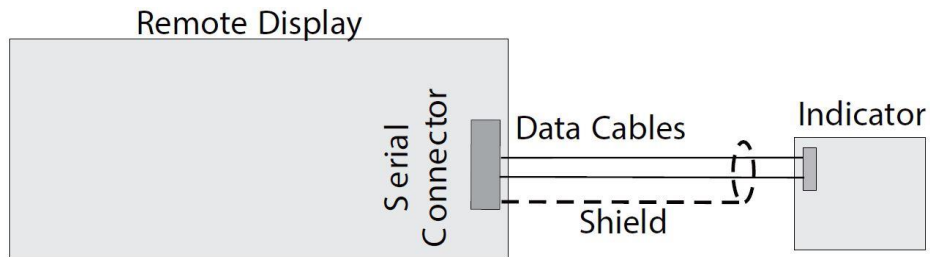 Remote Display
Serial
Connector
Data Cables
Indicator
Shield